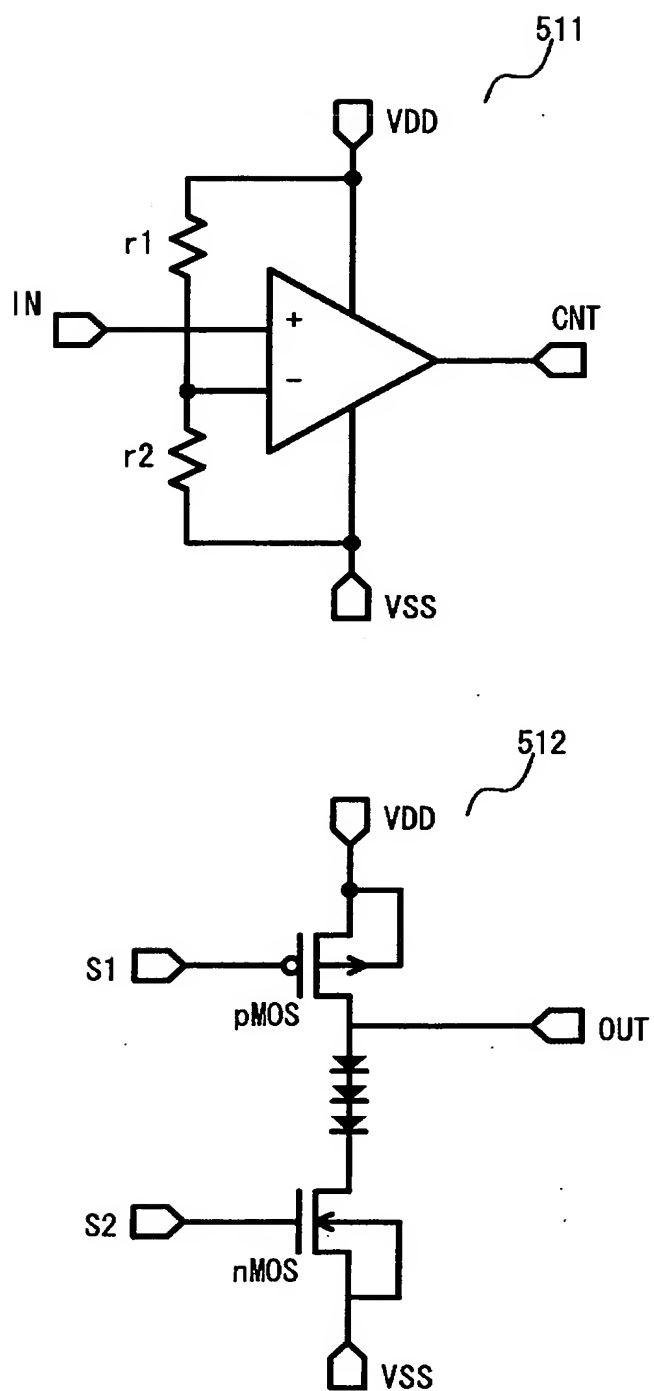 511
VDD
r1
IN
+
CNT
−
r2
VSS
512
VDD
S1
pMOS
OUT
S2
nMOS
VSS